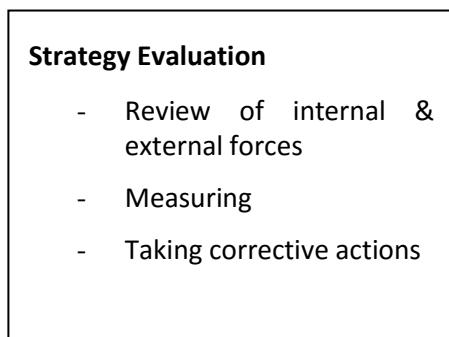 Strategy Evaluation
- Review of internal &
external forces
- Measuring
- Taking corrective actions